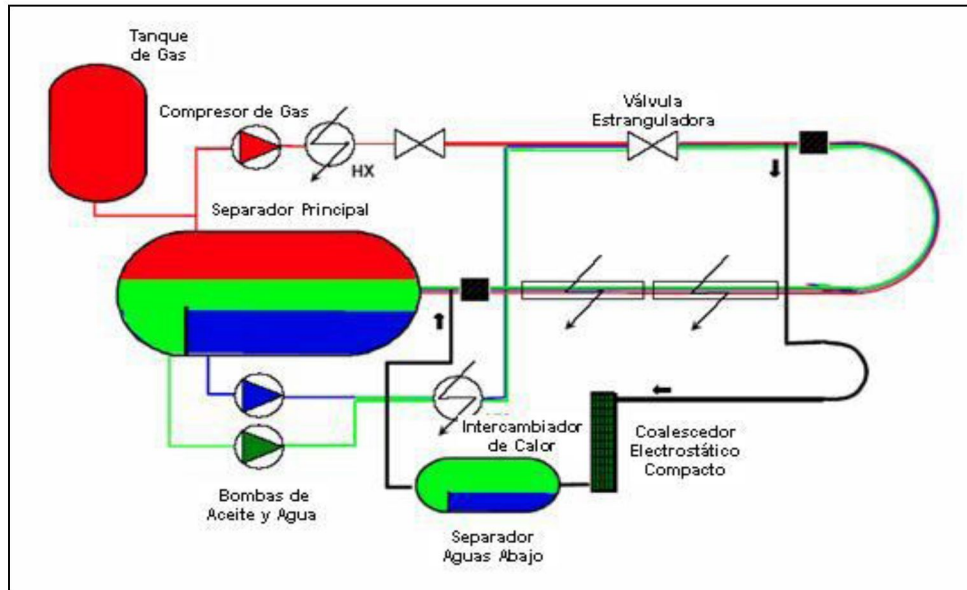 Tanque
de Gas
Compresor de Gas
Válvula
Estranguladora
HX
Separador Principal
Intercambiador
de Calor
Coalescedor
Electrostático
Compacto
Bombas de
Aceite y Agua
Separador
Aguas Abajo